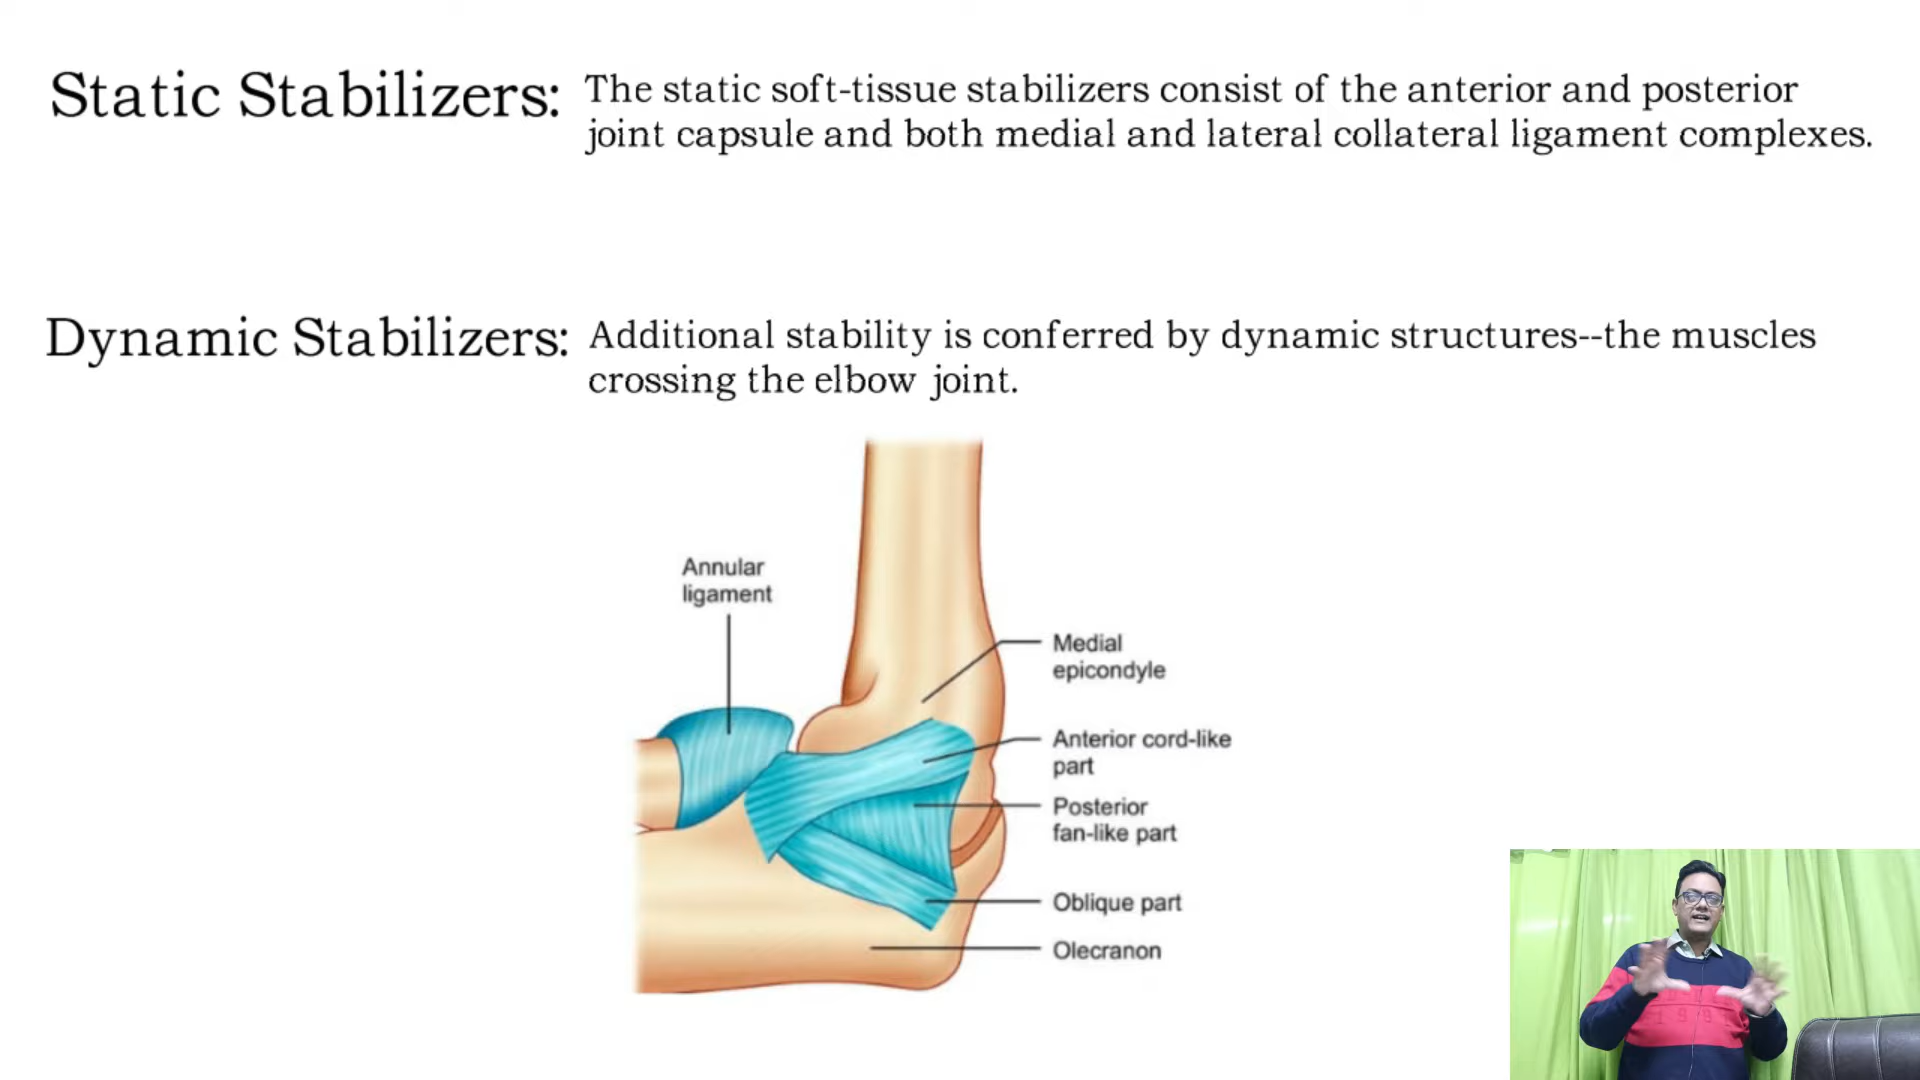 Static Stabilizers:
The static soft-tissue stabilizers consist of the anterior and posterior
joint capsule and both medial and lateral collateral ligament complexes.
Dynamic Stabilizers:
Additional stability is conferred by dynamic structures--the muscles
crossing the elbow joint.
Annular
ligament
Medial
epicondyle
Anterior cord-like
part
Posterior
fan-like part
Oblique part
Olecranon